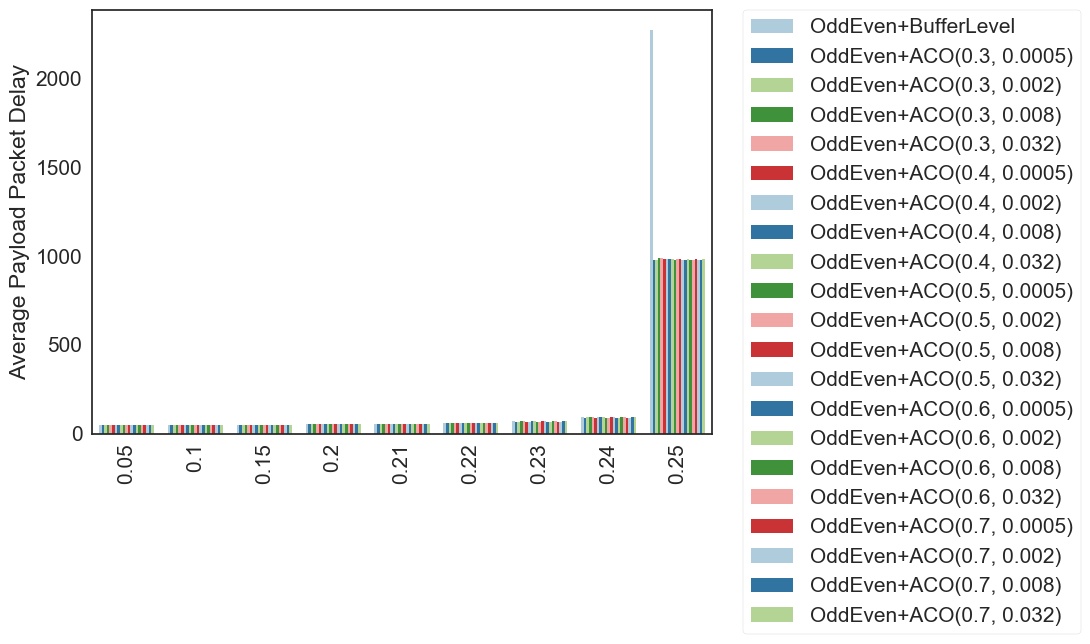 Average Payload Packet Delay
2000
1500
1000
500
0
0.05
0.1
0.15
0.2
0.21
0.22
0.23
0.24
0.25
OddEven+BufferLevel
OddEven+ACO(0.3, 0.0005)
OddEven+ACO(0.3, 0.002)
OddEven+ACO(0.3, 0.008)
OddEven+ACO(0.3, 0.032)
OddEven+ACO(0.4, 0.0005)
OddEven+ACO(0.4, 0.002)
OddEven+ACO(0.4, 0.008)
OddEven+ACO(0.4, 0.032)
OddEven+ACO(0.5, 0.0005)
OddEven+ACO(0.5, 0.002)
OddEven+ACO(0.5, 0.008)
OddEven+ACO(0.5, 0.032)
OddEven+ACO(0.6, 0.0005)
OddEven+ACO(0.6, 0.002)
OddEven+ACO(0.6, 0.008)
OddEven+ACO(0.6, 0.032)
OddEven+ACO(0.7, 0.0005)
OddEven+ACO(0.7, 0.002)
OddEven+ACO(0.7, 0.008)
OddEven+ACO(0.7, 0.032)